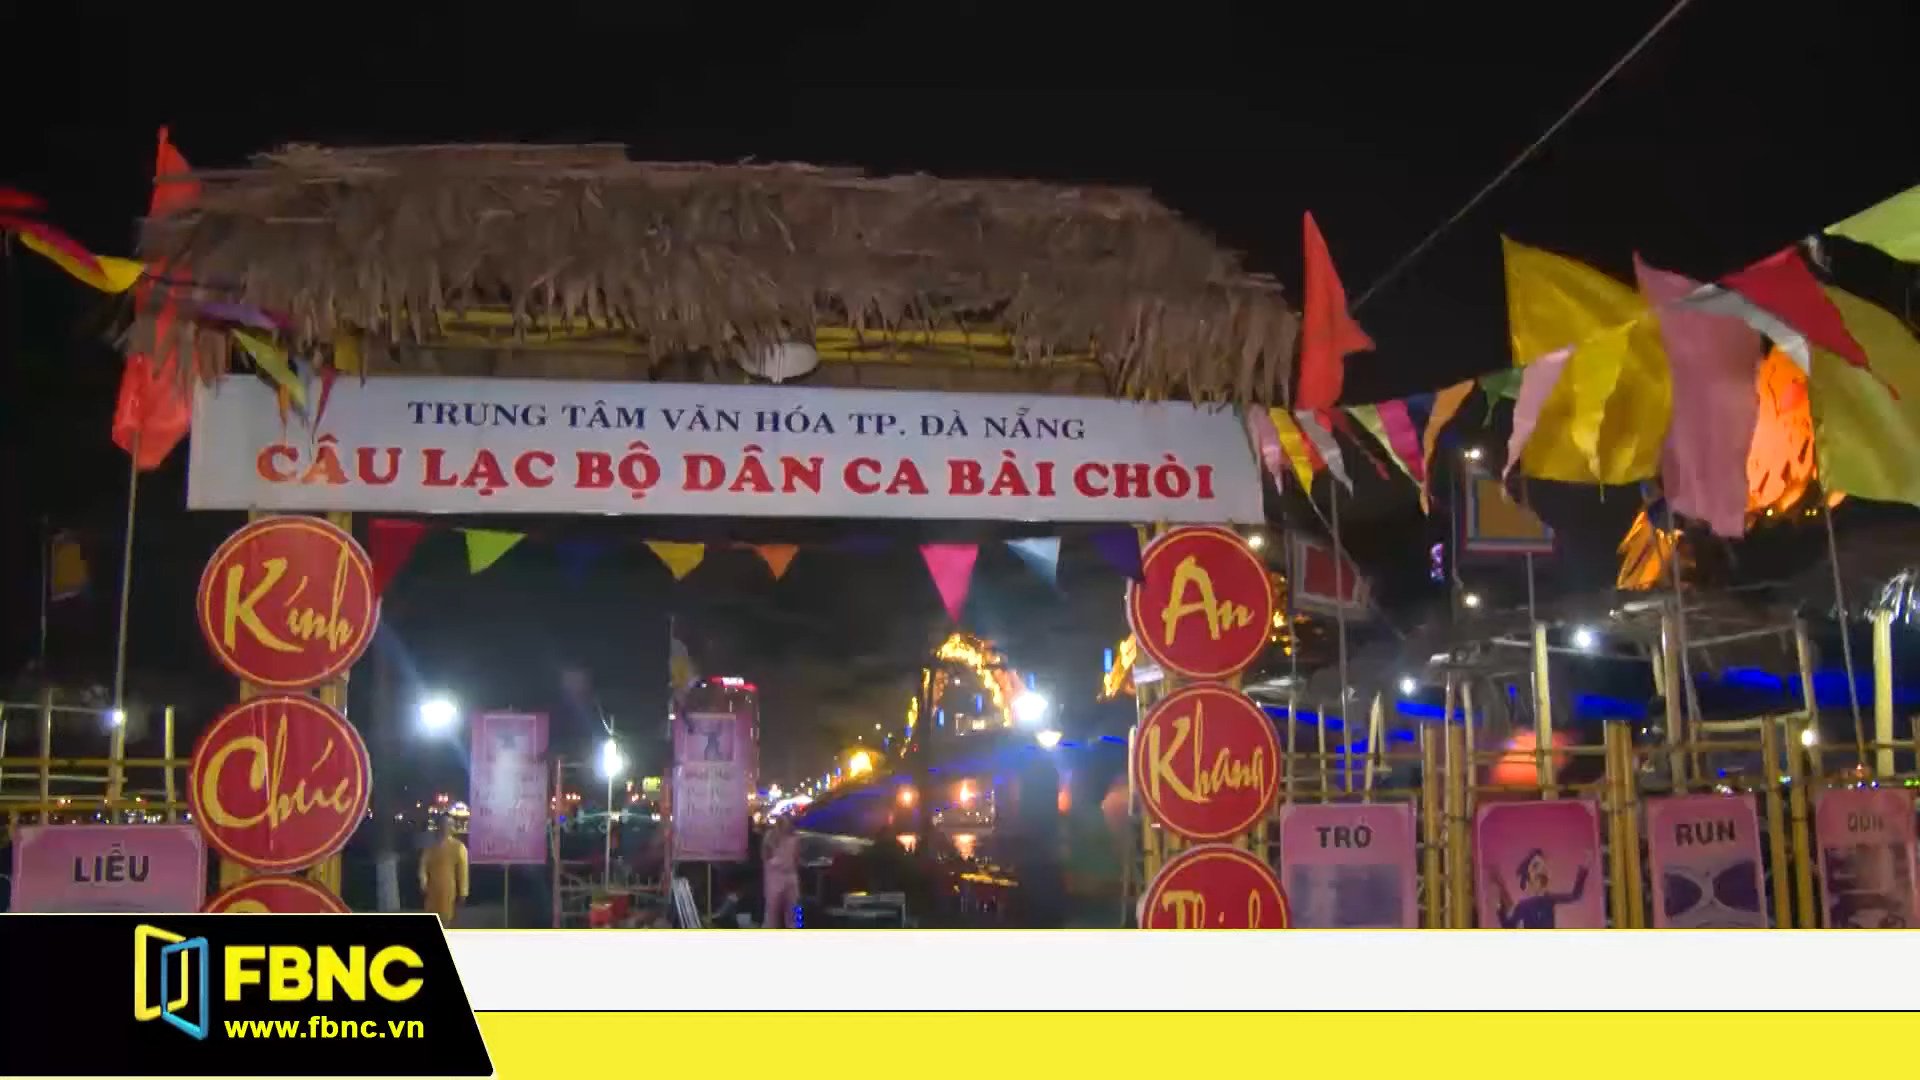 TRUNG TÂM VĂN HÓA TP. ĐÀ NẴNG
CÂU LẠC BỘ DÂN CA BÀI CHÒI
Kính
Chúc
An
Khang
Thịnh
LIỄU
TRÒ
RUN
FBNC
www.fbnc.vn